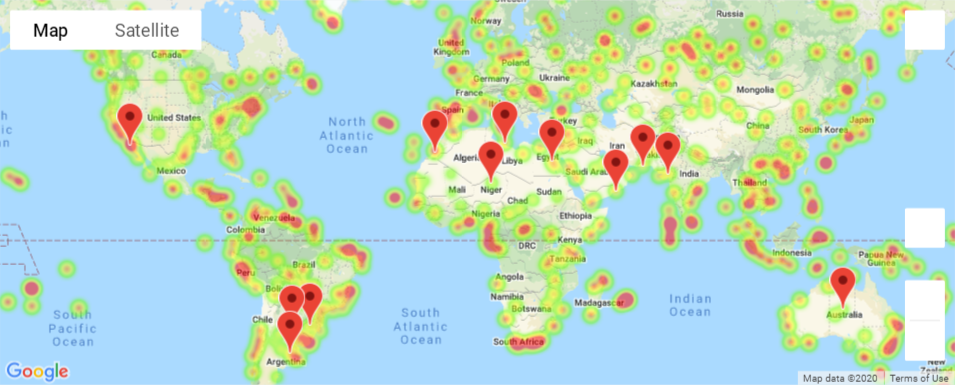 Map
Satellite
Sweden
Norway
Russia
Canada
United
Kingdom
Poland
Germany
Ukraine
Kazakhstan
Mongolia
France
Spain
United States
North
Atlantic
Ocean
Turkey
China
South Korea
Japan
Iraq
Iran
Algeria
Libya
Egypt
Saudi Arabia
India
Mexico
Mali
Niger
Sudan
Chad
Thailand
Nigeria
Ethiopia
Venezuela
Colombia
DRC
Kenya
Indonesia
Papua New
Guinea
Tanzania
Brazil
Peru
Angola
Namibia
Botswana
Madagascar
Indian
Ocean
Australia
South
Pacific
Ocean
Chile
South
Atlantic
Ocean
South Africa
Argentina
New
Zealand
Google
Map data ©2020
Terms of Use